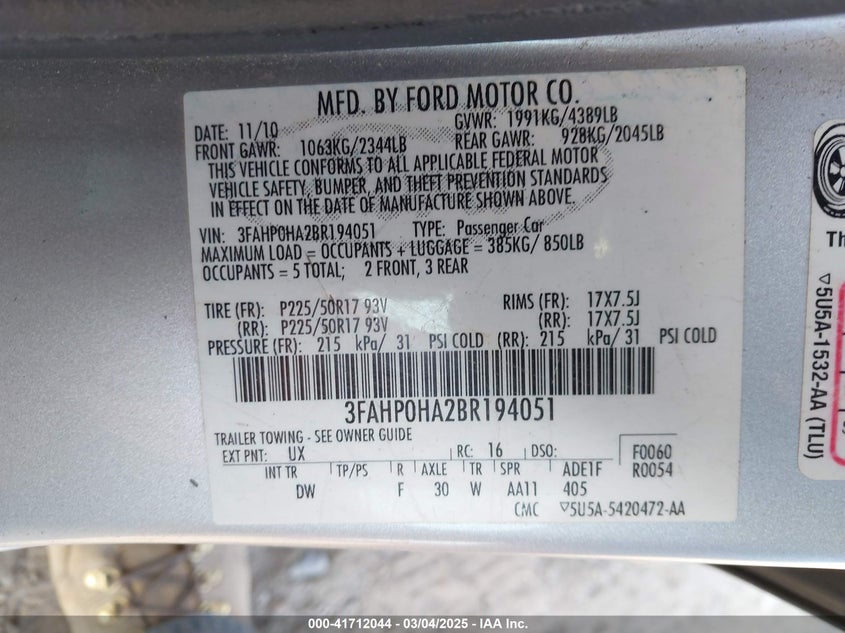 MFD. BY FORD MOTOR CO.
DATE: 11/10 GVWR: 1991KG/4389LB
FRONT GAWR: 1063KG/2344LB REAR GAWR: 928KG/2045LB
THIS VEHICLE CONFORMS TO ALL APPLICABLE FEDERAL MOTOR
VEHICLE SAFETY, BUMPER, AND THEFT PREVENTION STANDARDS
IN EFFECT ON THE DATE OF MANUFACTURE SHOWN ABOVE.
VIN: 3FAHP0HA2BR194051 TYPE: Passenger Car
MAXIMUM LOAD = OCCUPANTS + LUGGAGE = 385KG/ 850LB
OCCUPANTS = 5 TOTAL; 2 FRONT, 3 REAR
TIRE (FR): P225/50R17 93V RIMS (FR): 17X7.5J
(RR): P225/50R17 93V (RR): 17X7.5J
PRESSURE (FR): 215 kPa/ 31 PSI COLD (RR): 215 kPa/ 31 PSI COLD
3FAHP0HA2BR194051
TRAILER TOWING - SEE OWNER GUIDE
EXT PNT: UX RC: 16 DSO: F0060
INT TR TP/PS R AXLE TR SPR ADE1F R0054
DW F 30 W AA11 405
CMC ▽5U5A-5420472-AA
Th
▽5U5A-1532-AA (TLU)
000-41712044 — 03/04/2025 — IAA Inc.